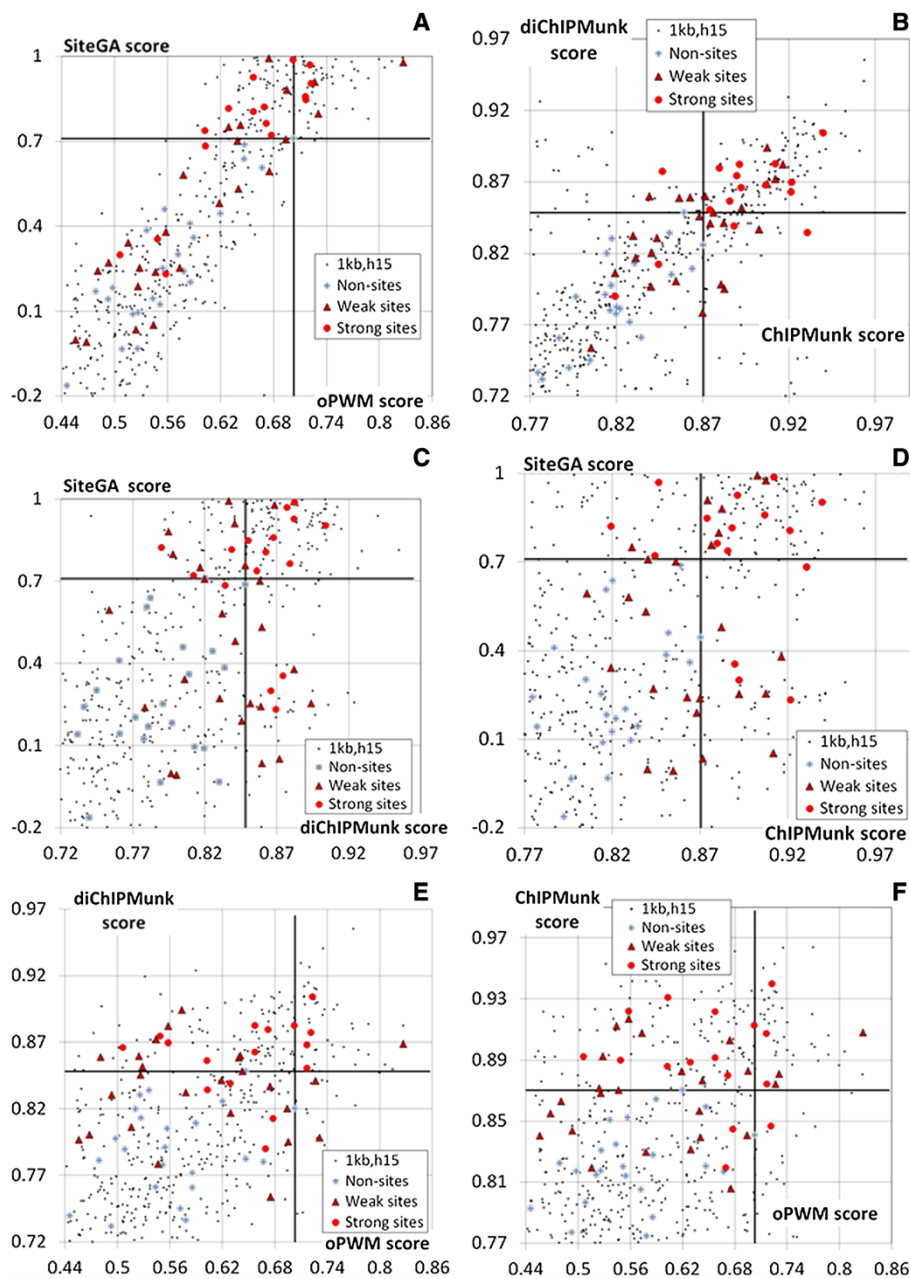 A
SiteGA score
1
0.7
0.4
0.1
-0.2
1kb,h15
Non-sites
Weak sites
Strong sites
oPWM score
0.44 0.5 0.56 0.62 0.68 0.74 0.8 0.86
B
diChIPMunk
score
0.97
0.92
0.87
0.82
0.77
0.72
1kb,h15
Non-sites
Weak sites
Strong sites
ChIPMunk score
0.77 0.82 0.87 0.92 0.97
C
SiteGA score
1
0.7
0.4
0.1
-0.2
1kb,h15
Non-sites
Weak sites
Strong sites
diChIPMunk score
0.72 0.77 0.82 0.87 0.92 0.97
D
SiteGA score
1
0.7
0.4
0.1
-0.2
1kb,h15
Non-sites
Weak sites
Strong sites
ChIPMunk score
0.77 0.82 0.87 0.92 0.97
E
diChIPMunk
score
0.97
0.92
0.87
0.82
0.77
0.72
1kb,h15
Non-sites
Weak sites
Strong sites
oPWM score
0.44 0.5 0.56 0.62 0.68 0.74 0.8 0.86
F
ChIPMunk
score
0.97
0.93
0.89
0.85
0.81
0.77
1kb,h15
Non-sites
Weak sites
Strong sites
oPWM score
0.44 0.5 0.56 0.62 0.68 0.74 0.8 0.86